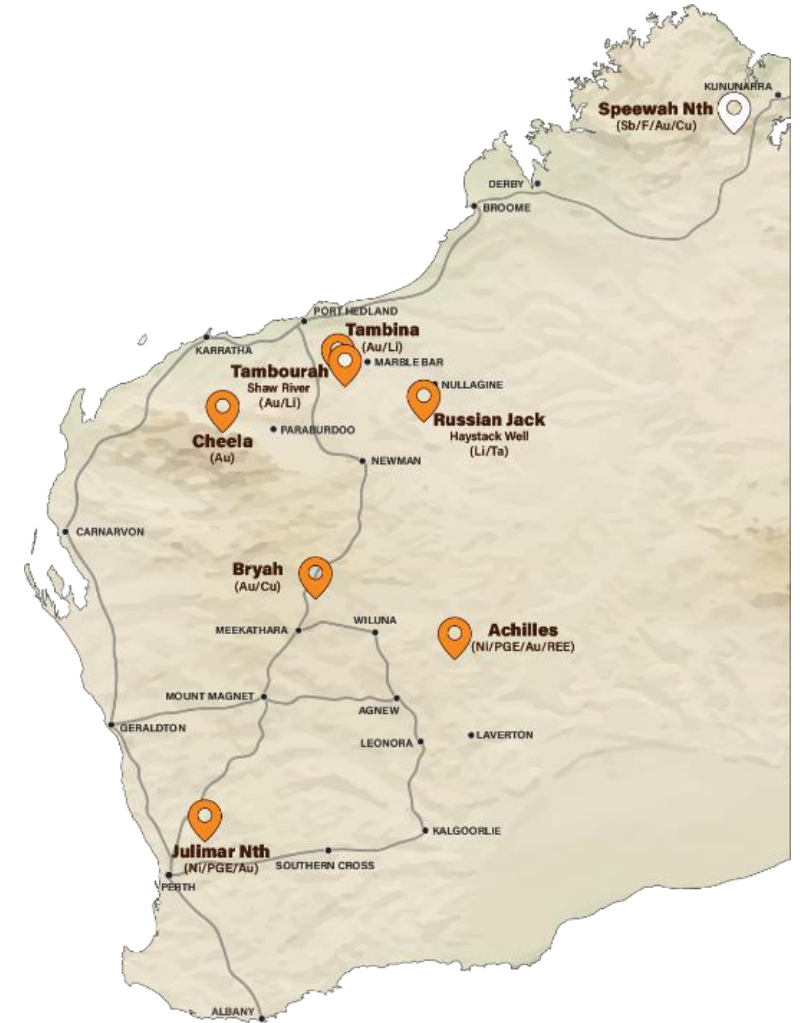 KUNUNARRA
Speewah Nth
(Sb/F/Au/Cu)
DERBY
BROOME
PORT HEDLAND
Tambina
(Au/Li)
KARRATHA
MARBLE BAR
Tambourah
Shaw River
(Au/Li)
NULLAGINE
Russian Jack
Haystack Well
(Li/Ta)
Cheela
(Au)
PARABURDOO
NEWMAN
CARNARVON
Bryah
(Au/Cu)
MEEKATHARA
WILUNA
Achilles
(Ni/PGE/Au/REE)
MOUNT MAGNET
AGNEW
GERALDTON
LEONORA
LAVERTON
KALGOORLIE
Julimar Nth
(Ni/PGE/Au)
SOUTHERN CROSS
PERTH
ALBANY